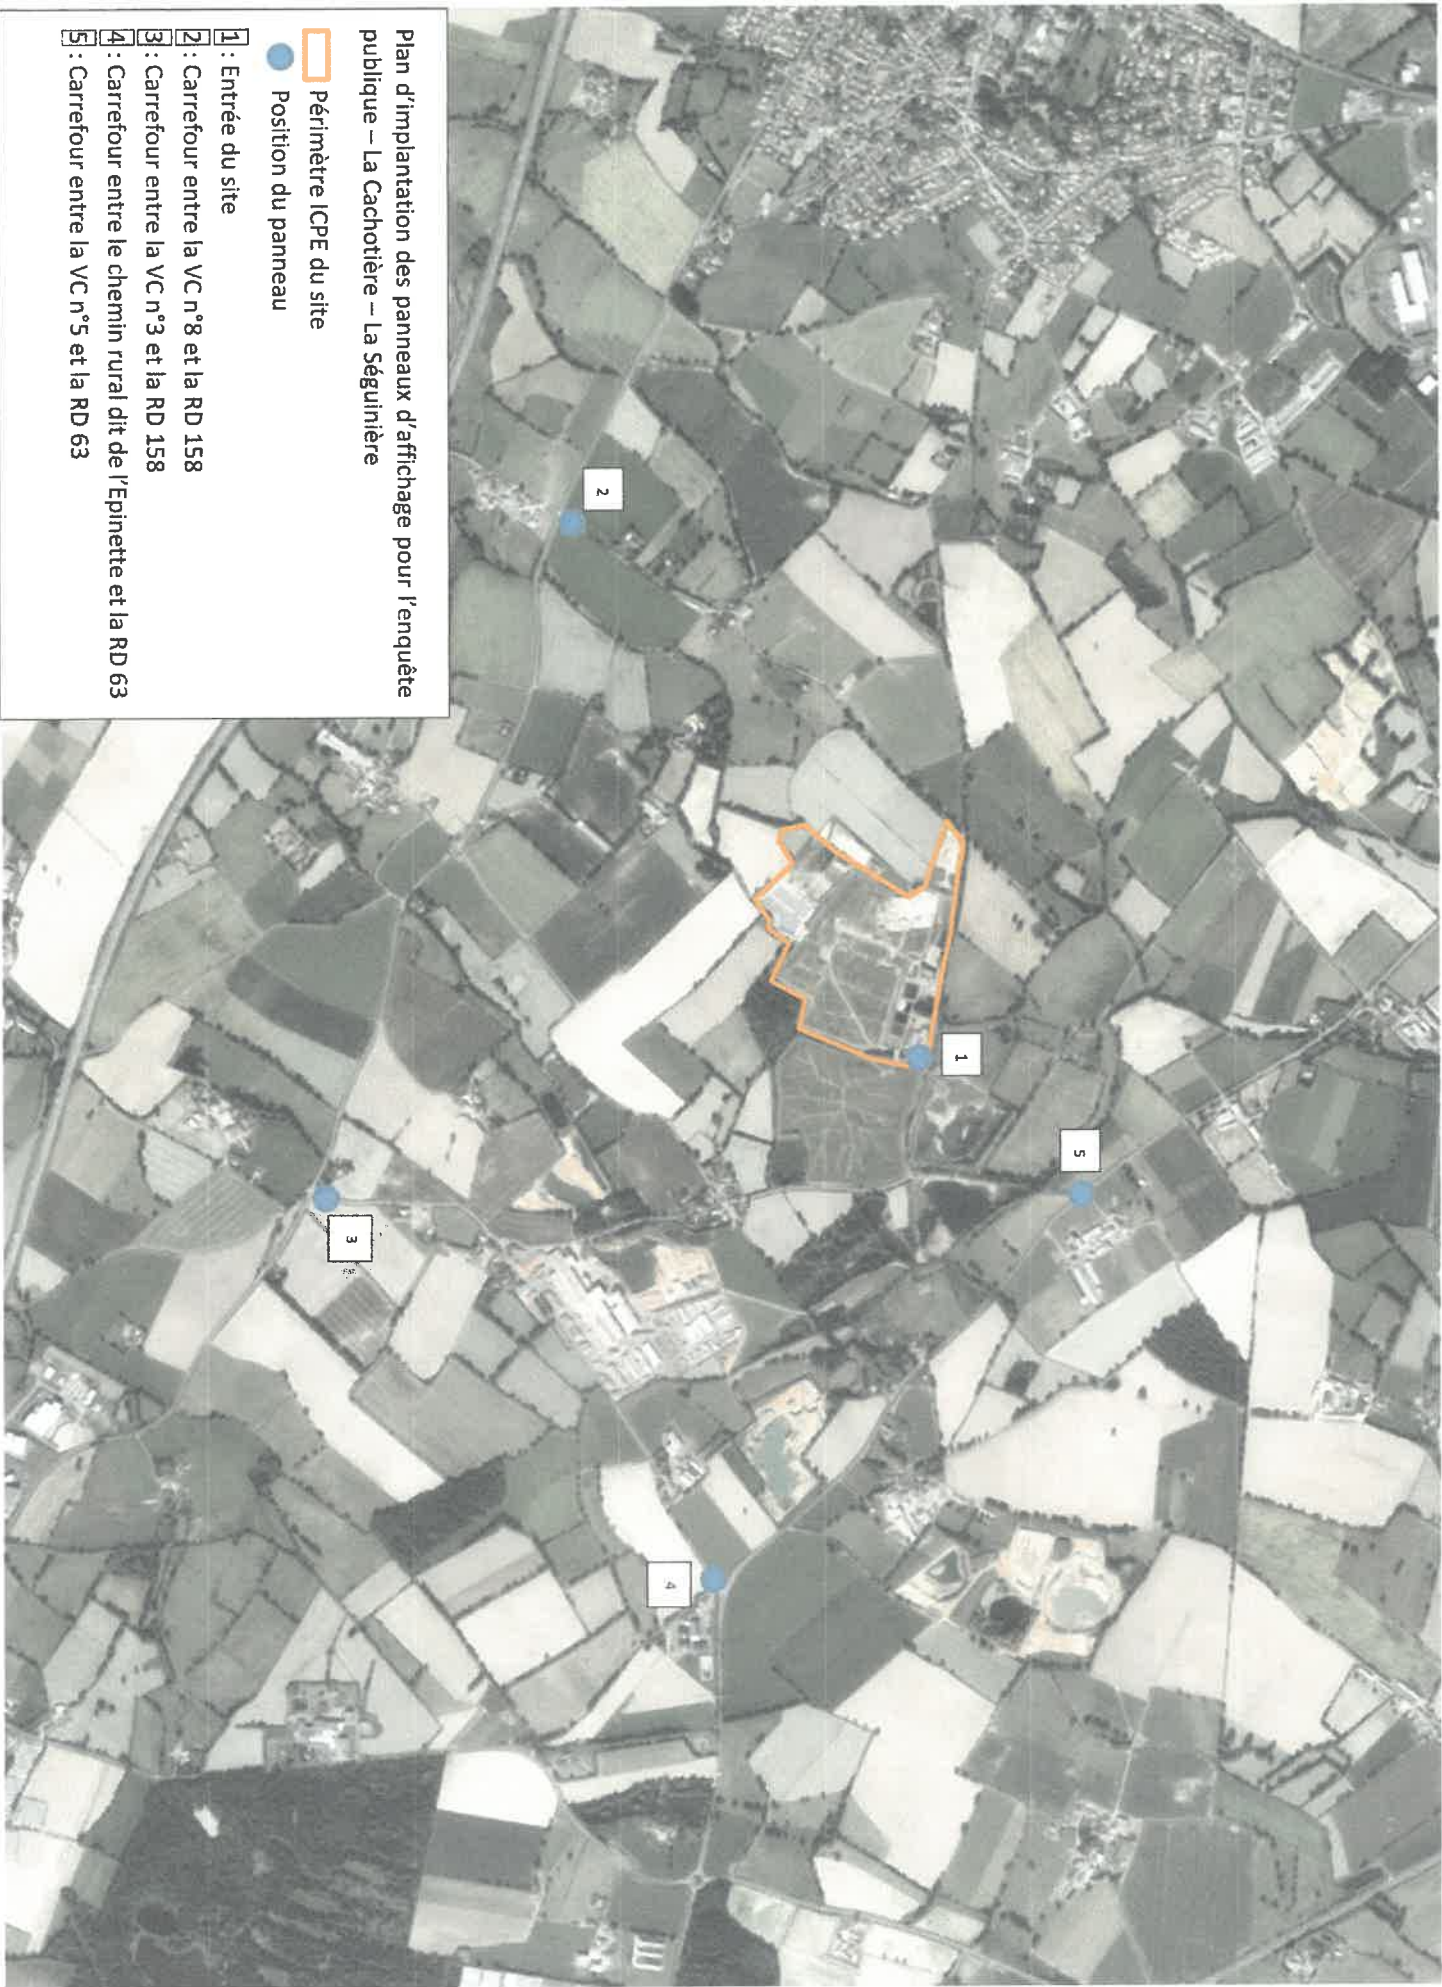 Plan d'implantation des panneaux d'affichage pour l'enquête
publique – La Cachotière – La Séguinière
Périmètre ICPE du site
Position du panneau
1 : Entrée du site
2 : Carrefour entre la VC n°8 et la RD 158
3 : Carrefour entre la VC n°3 et la RD 158
4 : Carrefour entre le chemin rural dit de l'Epinette et la RD 63
5 : Carrefour entre la VC n°5 et la RD 63
1
2
3
4
5